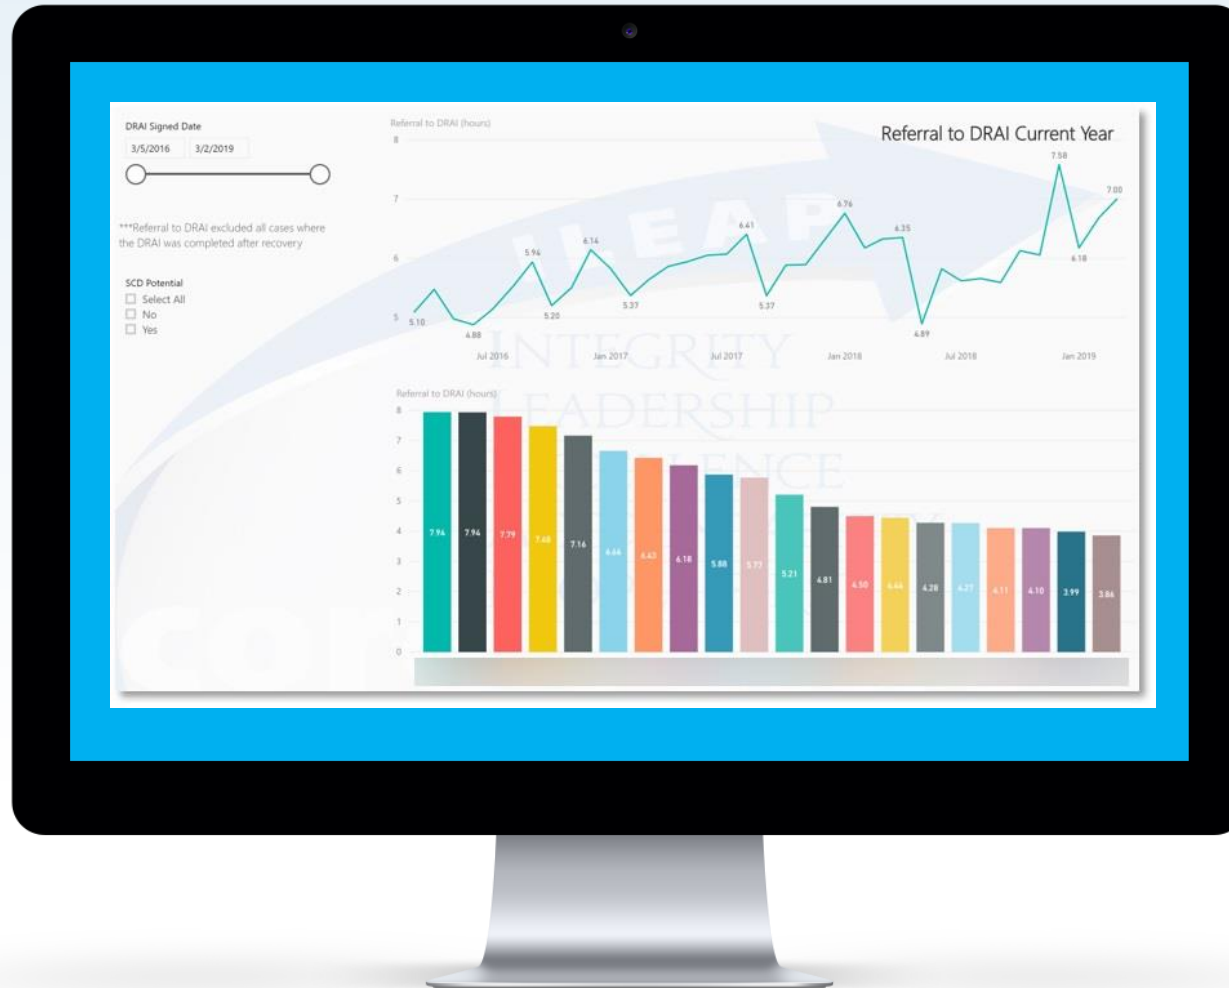 DRAI Signed Date
3/5/2016 3/2/2019
***Referral to DRAI excluded all cases where
the DRAI was completed after recovery
SCD Potential
Select All
No
Yes
Referral to DRAI (hours)
Referral to DRAI Current Year
8
7
6
5
5.10
4.88
5.94
5.20
6.14
5.37
6.41
5.37
6.76
6.35
4.89
7.58
6.18
7.00
Jul 2016 Jan 2017 Jul 2017 Jan 2018 Jul 2018 Jan 2019
ILEAP
INTEGRITY
LEADERSHIP
Referral to DRAI (hours)
8
7
6
5
4
3
2
1
0
7.94 7.94 7.79 7.48 7.16 6.66 6.43 6.18 5.88 5.77 5.21 4.81 4.50 4.44 4.28 4.27 4.11 4.10 3.99 3.86